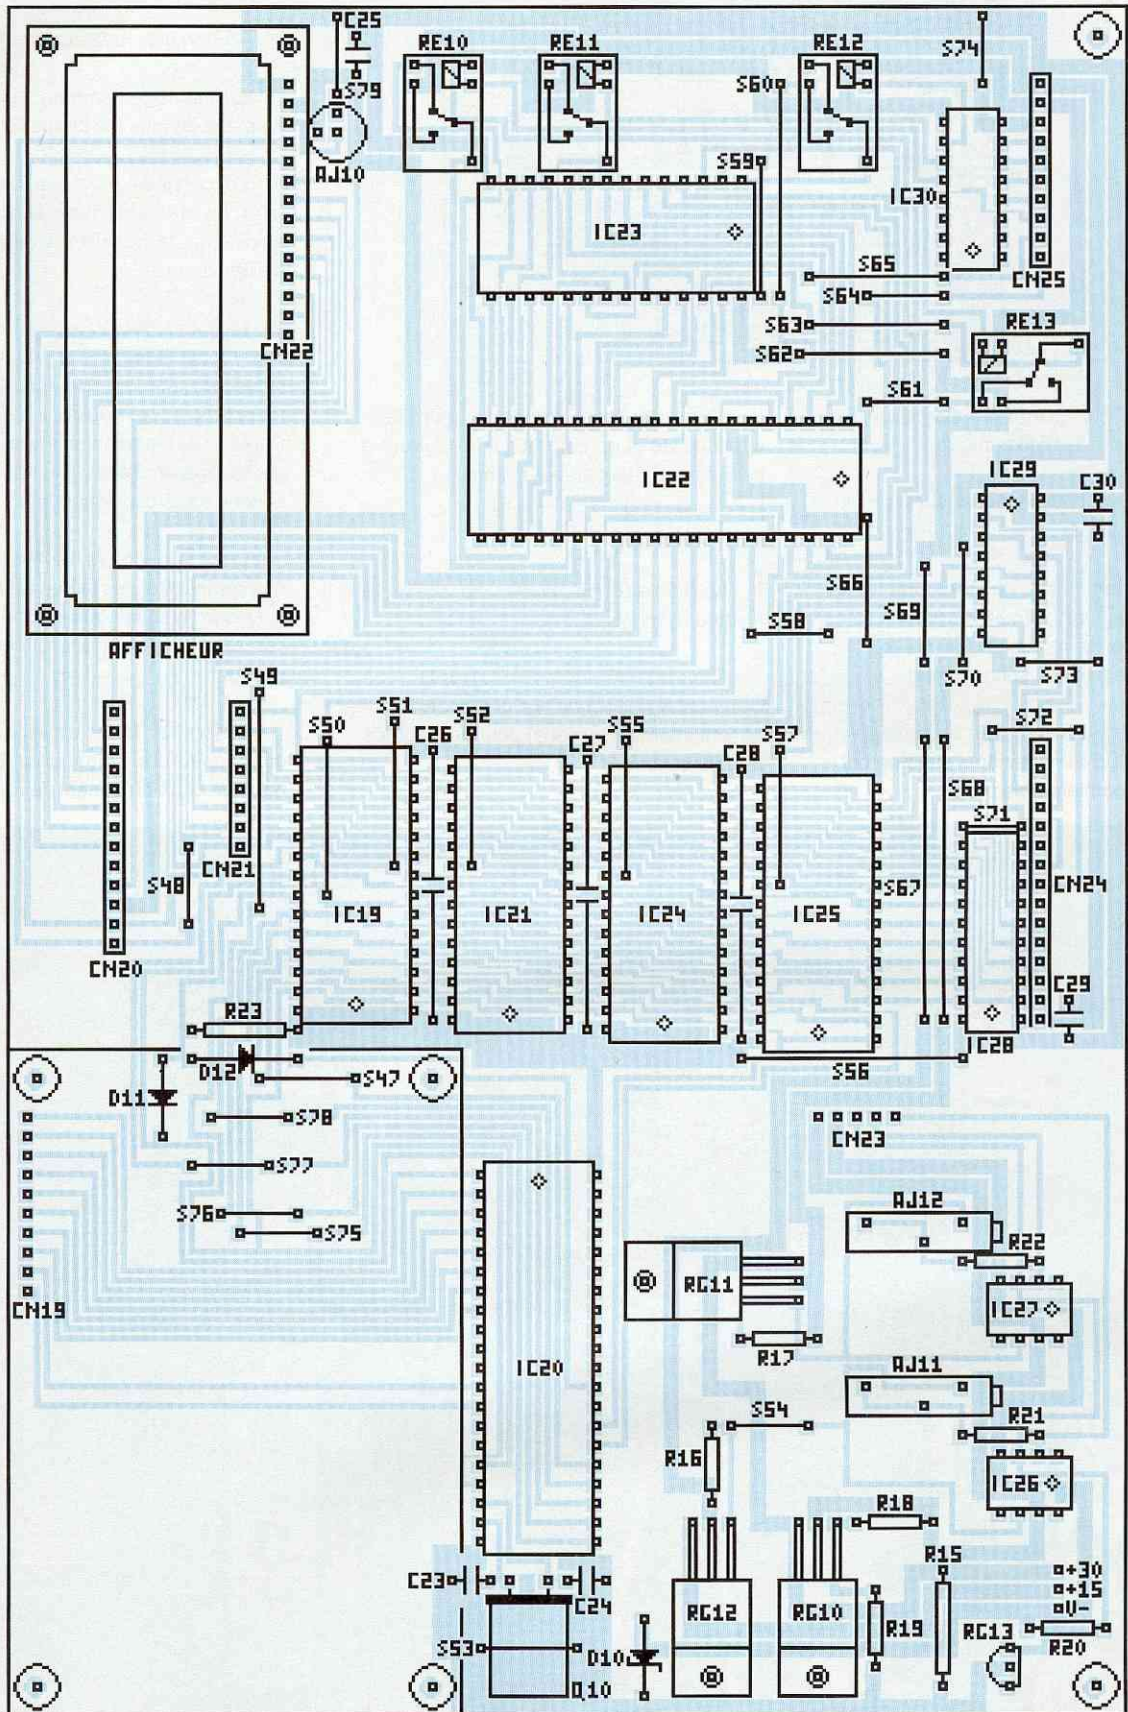 C25
RE10
RE11
RE12
S74
S79
S60
AJ10
S59
IC30
IC23
S65
CN25
S64
RE13
S63
CN22
S62
S61
IC29
C30
IC22
S66
S69
S58
AFFICHEUR
S49
S70
S73
S51
S50
S52
C26
S55
C27
S57
C28
S72
S68
S71
CN21
S48
S67
CN24
IC19
IC21
IC24
IC25
CN20
C29
R23
IC28
D12
S47
S56
D11
S78
CN23
S77
AJ12
S76
S75
R22
RG11
CN19
IC27
R17
IC20
AJ11
S54
R21
R16
IC26
R18
R15
C23
+30
+15
C24
RG12
RG10
V-
R19
RG13
R20
S53
D10
Q10